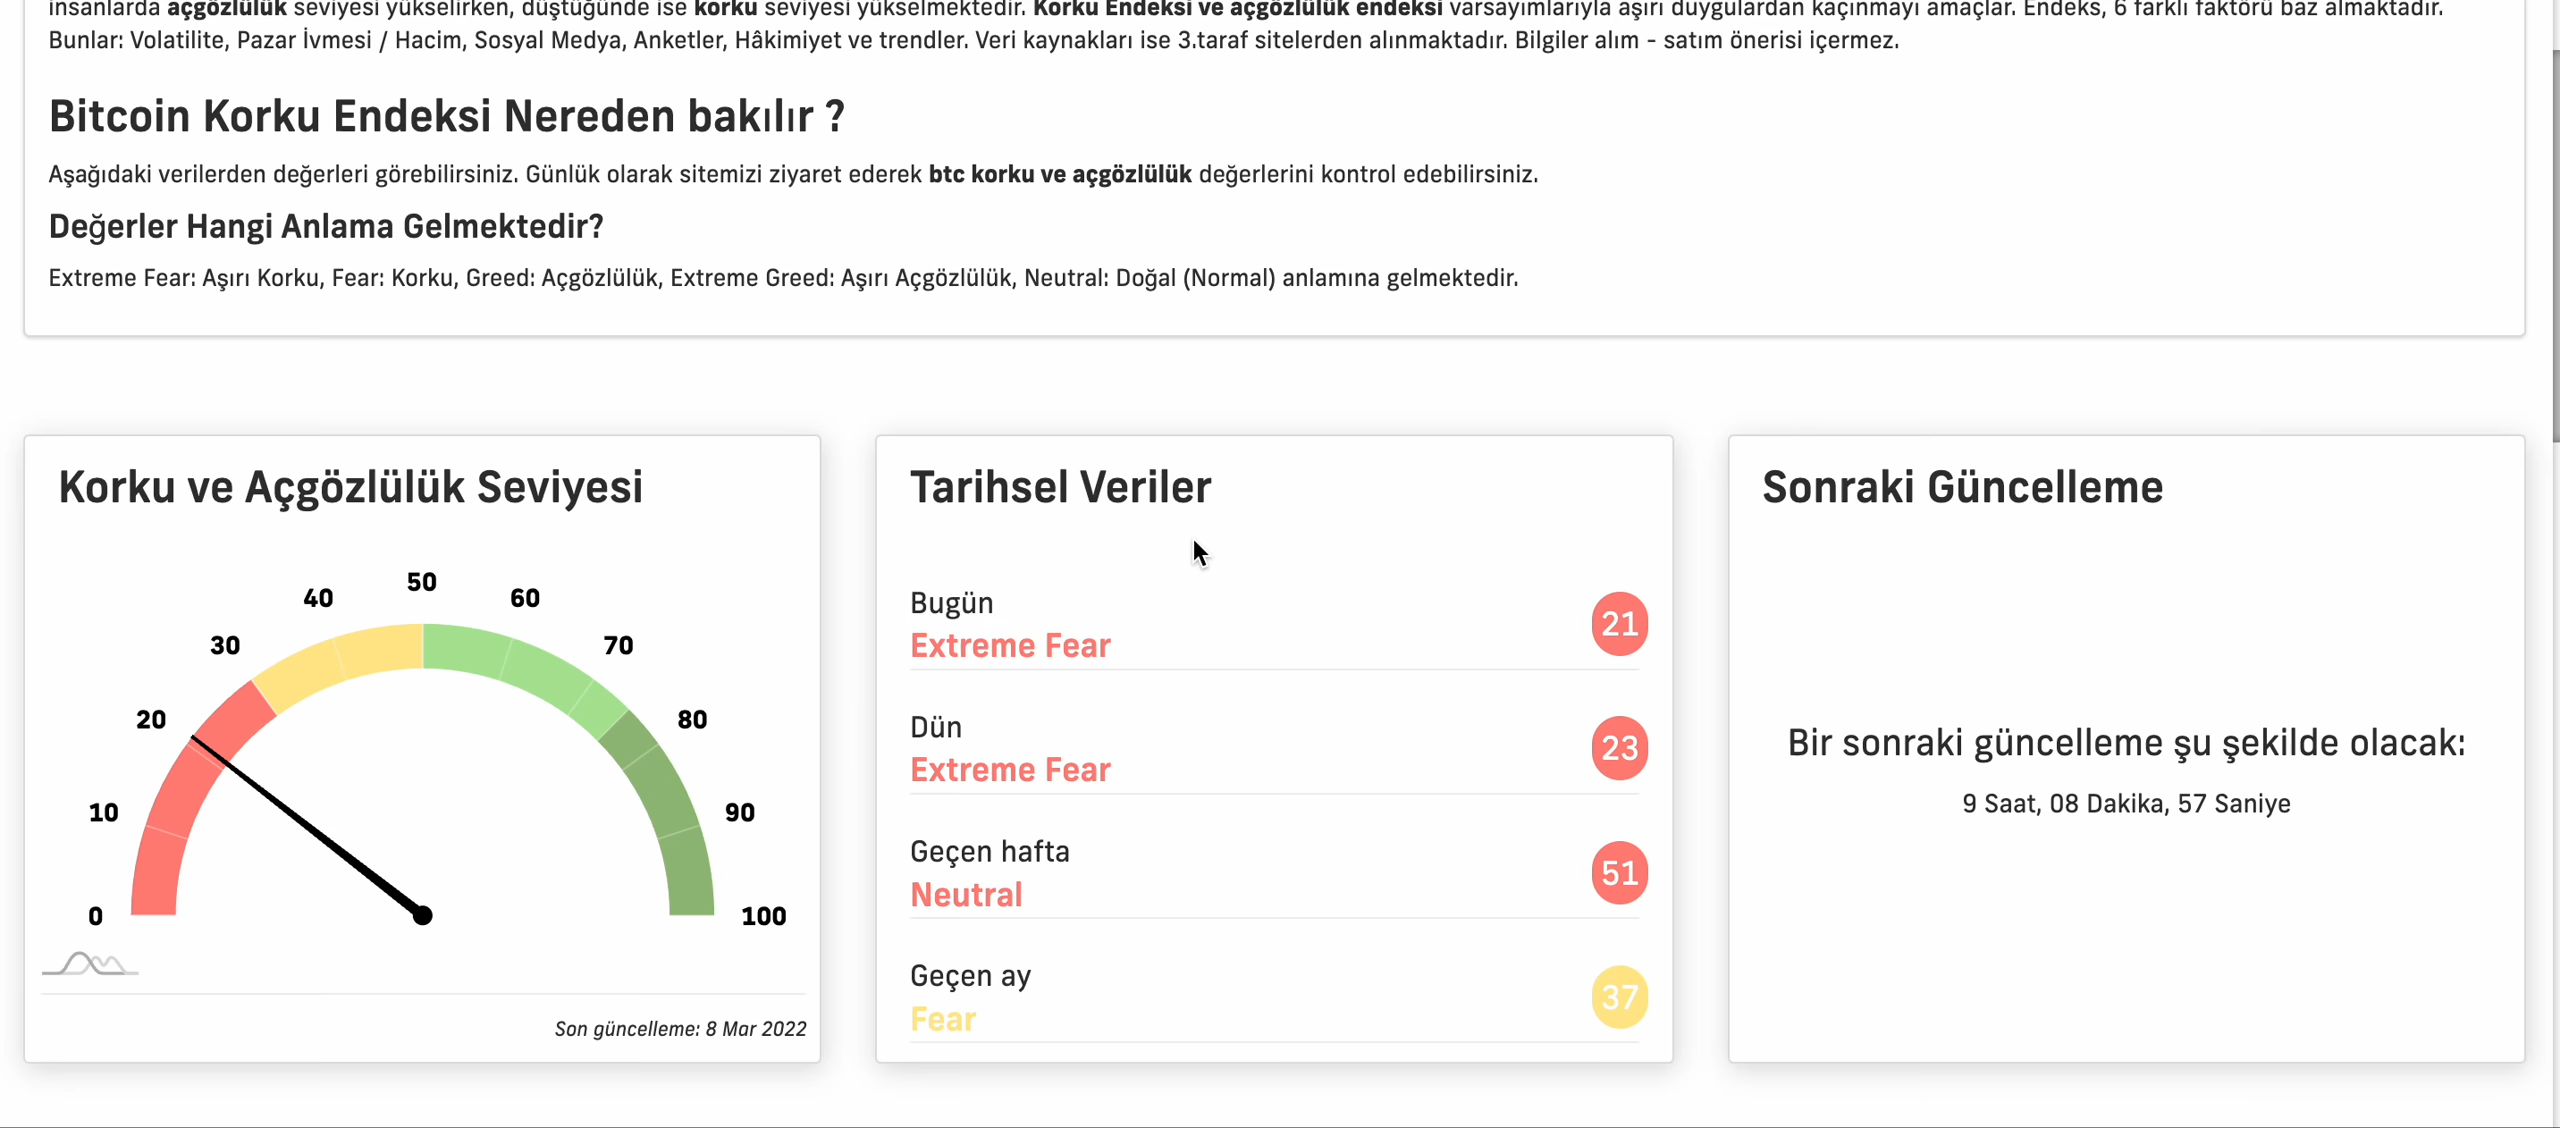 insanlarda açgözlülük seviyesi yükselirken, düştüğünde ise korku seviyesi yükselmektedir. Korku Endeksi ve açgözlülük endeksi varsayımlarıyla aşırı duygulardan kaçınmayı amaçlar. Endeks, 6 farklı faktörü baz almaktadır.
Bunlar: Volatilite, Pazar İvmesi / Hacim, Sosyal Medya, Anketler, Hâkimiyet ve trendler. Veri kaynakları ise 3.taraf sitelerden alınmaktadır. Bilgiler alım - satım önerisi içermez.
Bitcoin Korku Endeksi Nereden bakılır ?
Aşağıdaki verilerden değerleri görebilirsiniz. Günlük olarak sitemizi ziyaret ederek btc korku ve açgözlülük değerlerini kontrol edebilirsiniz.
Değerler Hangi Anlama Gelmektedir?
Extreme Fear: Aşırı Korku, Fear: Korku, Greed: Açgözlülük, Extreme Greed: Aşırı Açgözlülük, Neutral: Doğal (Normal) anlamına gelmektedir.
Korku ve Açgözlülük Seviyesi
0
10
20
30
40
50
60
70
80
90
100
Son güncelleme: 8 Mar 2022
Tarihsel Veriler
Bugün
Extreme Fear
21
Dün
Extreme Fear
23
Geçen hafta
Neutral
51
Geçen ay
Fear
37
Sonraki Güncelleme
Bir sonraki güncelleme şu şekilde olacak:
9 Saat, 08 Dakika, 57 Saniye